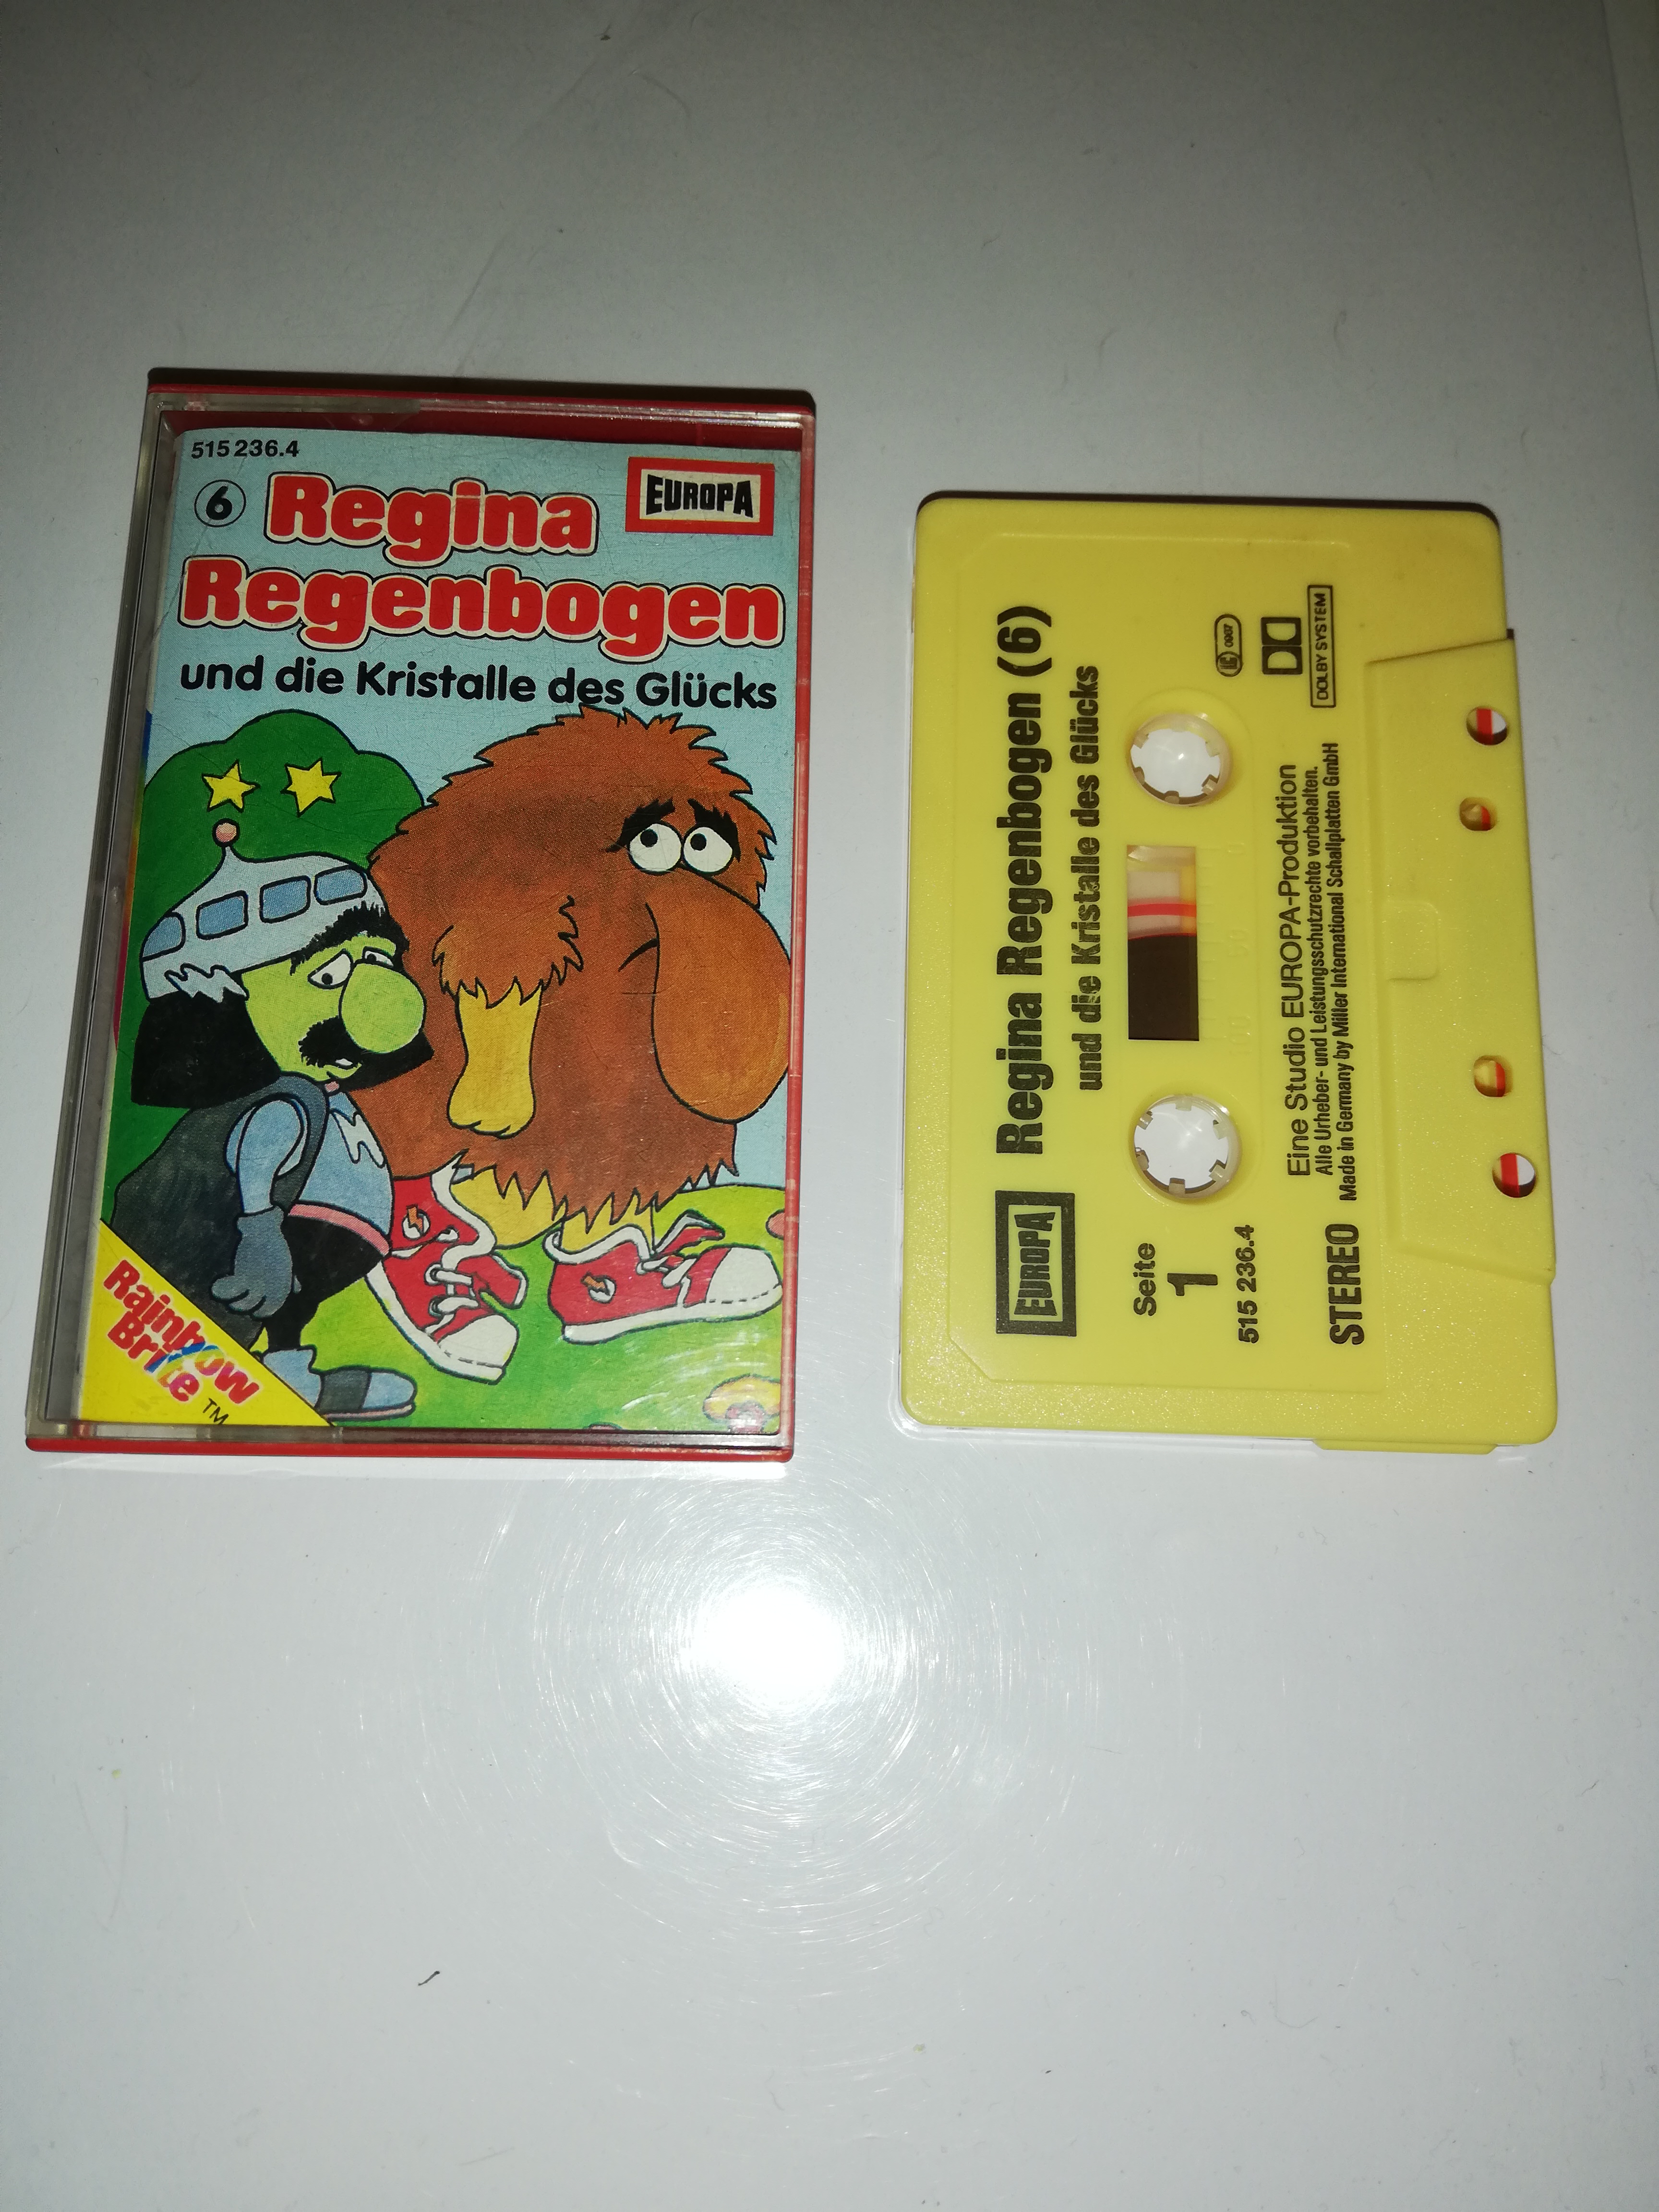 515 236.4
6 Regina
EUROPA
Regenbogen
und die Kristalle des Glücks
Rainbow
Brite
TM
EUROPA
Regina Regenbogen (6)
und die Kristalle des Glücks
Seite
1
515 236.4
STEREO
Eine Studio EUROPA-Produktion
Alle Urheber- und Leistungsschutzrechte vorbehalten.
Made in Germany by Miller International Schallplatten GmbH
LC 0907
DOLBY SYSTEM